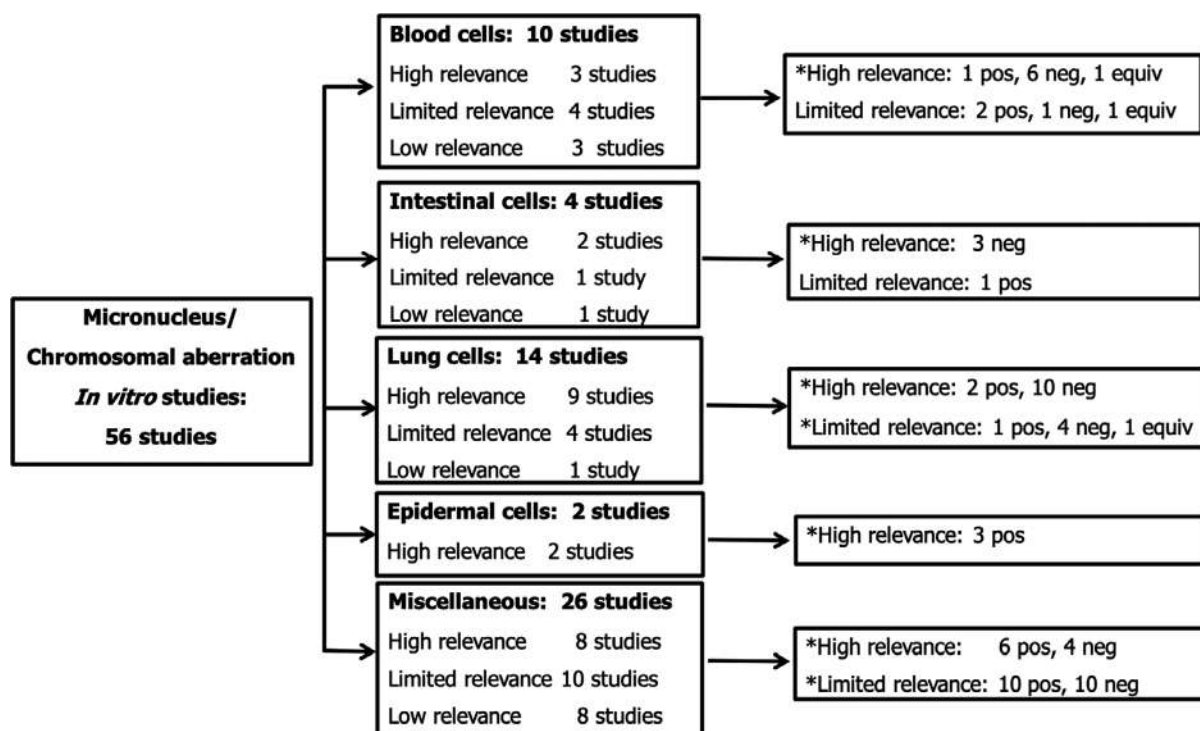 Micronucleus/
Chromosomal aberration
In vitro studies:
56 studies
Blood cells: 10 studies
High relevance 3 studies
Limited relevance 4 studies
Low relevance 3 studies
*High relevance: 1 pos, 6 neg, 1 equiv
Limited relevance: 2 pos, 1 neg, 1 equiv
Intestinal cells: 4 studies
High relevance 2 studies
Limited relevance 1 study
Low relevance 1 study
*High relevance: 3 neg
Limited relevance: 1 pos
Lung cells: 14 studies
High relevance 9 studies
Limited relevance 4 studies
Low relevance 1 study
*High relevance: 2 pos, 10 neg
*Limited relevance: 1 pos, 4 neg, 1 equiv
Epidermal cells: 2 studies
High relevance 2 studies
*High relevance: 3 pos
Miscellaneous: 26 studies
High relevance 8 studies
Limited relevance 10 studies
Low relevance 8 studies
*High relevance: 6 pos, 4 neg
*Limited relevance: 10 pos, 10 neg